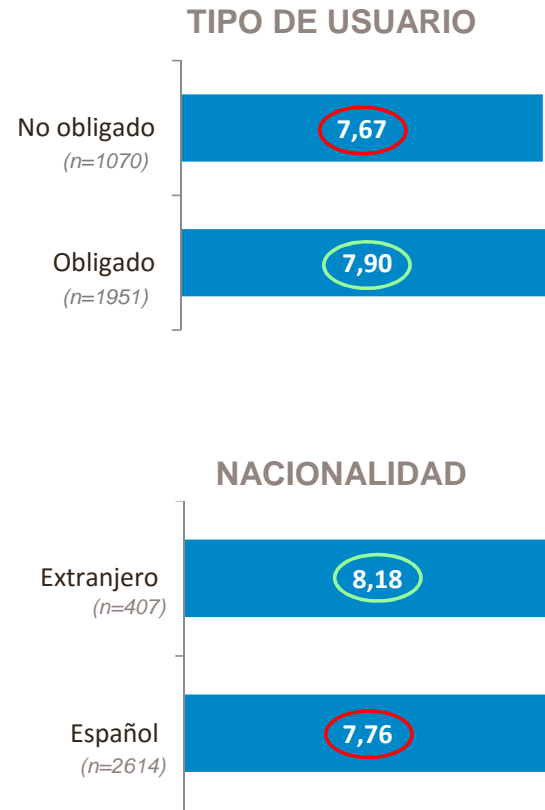 TIPO DE USUARIO
No obligado
7,67
(n=1070)
Obligado
7,90
(n=1951)
NACIONALIDAD
Extranjero
8,18
(n=407)
Español
7,76
(n=2614)